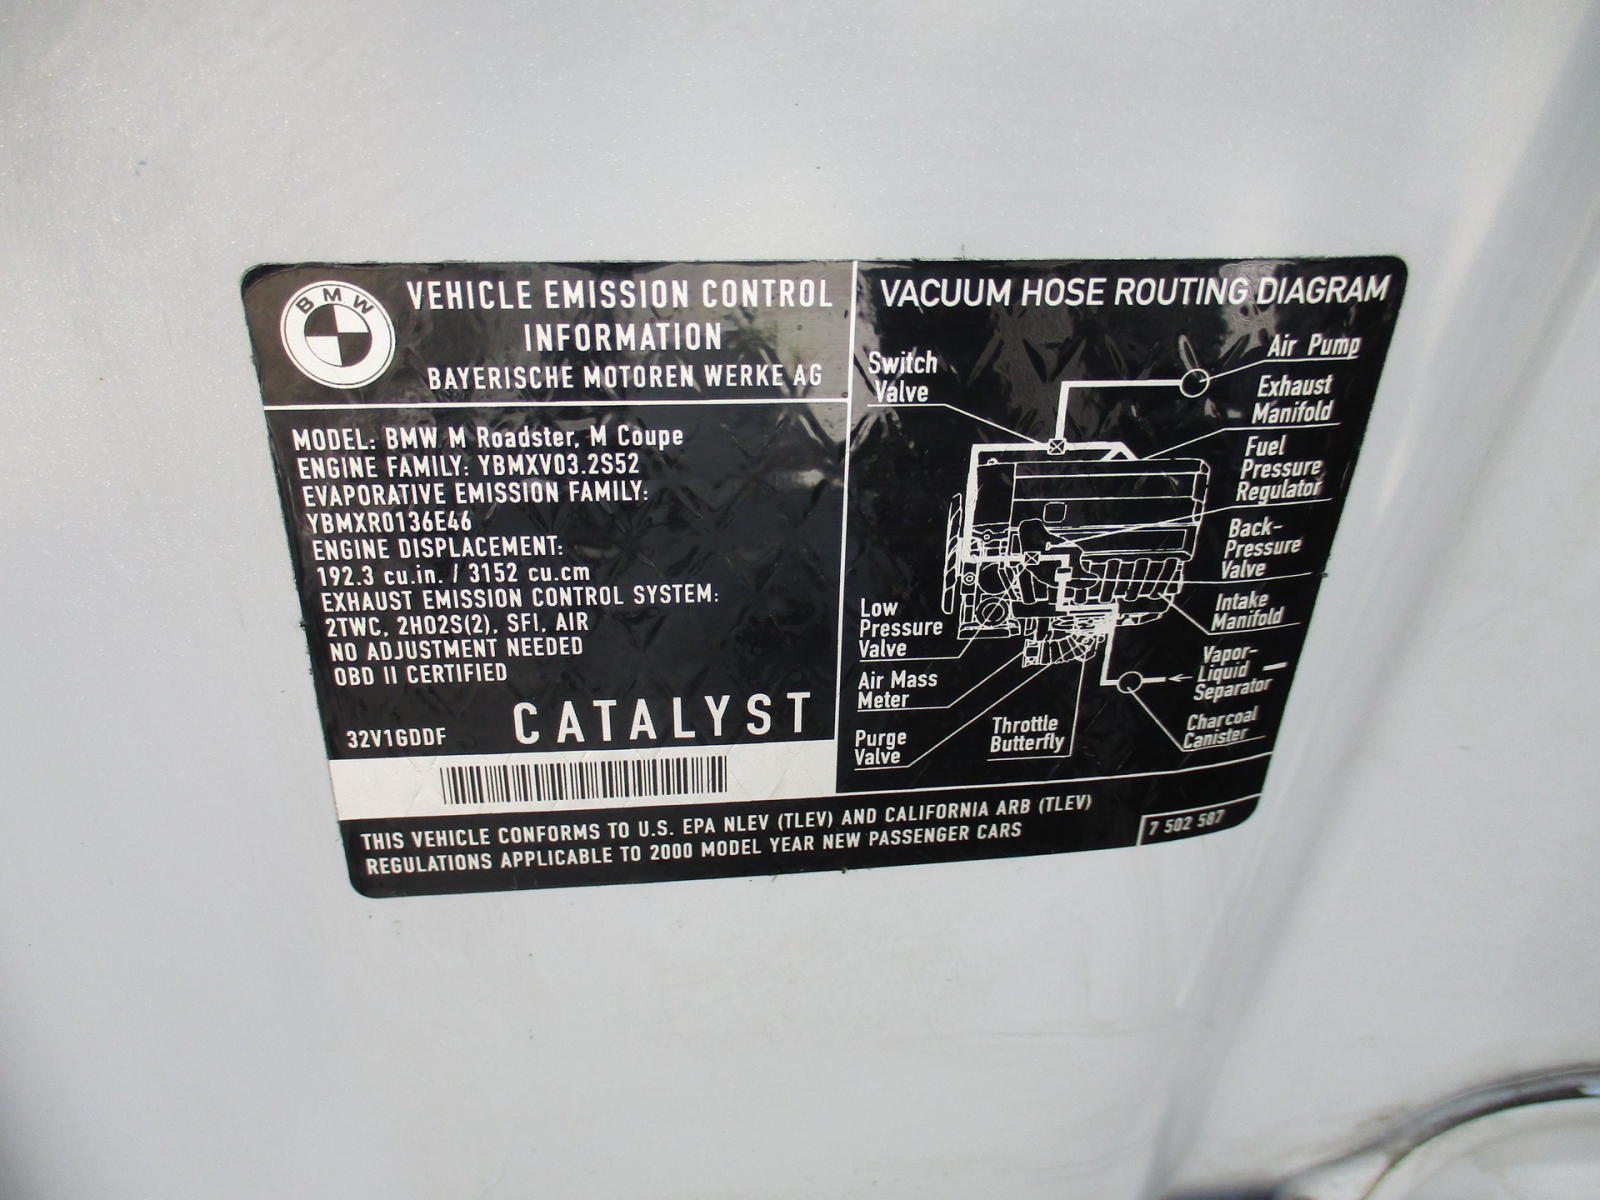 BMW
VEHICLE EMISSION CONTROL
INFORMATION
BAYERISCHE MOTOREN WERKE AG
MODEL: BMW M Roadster, M Coupe
ENGINE FAMILY: YBMXV03.2S52
EVAPORATIVE EMISSION FAMILY:
YBMXR0136E46
ENGINE DISPLACEMENT:
192.3 cu.in. / 3152 cu.cm
EXHAUST EMISSION CONTROL SYSTEM:
2TWC, 2HO2S(2), SFI, AIR
NO ADJUSTMENT NEEDED
OBD II CERTIFIED
32V1GDDF
CATALYST
VACUUM HOSE ROUTING DIAGRAM
Switch
Valve
Air Pump
Exhaust
Manifold
Fuel
Pressure
Regulator
Back-
Pressure
Valve
Intake
Manifold
Vapor-
Liquid
Separator
Charcoal
Canister
Low
Pressure
Valve
Air Mass
Meter
Purge
Valve
Throttle
Butterfly
THIS VEHICLE CONFORMS TO U.S. EPA NLEV (TLEV) AND CALIFORNIA ARB (TLEV)
REGULATIONS APPLICABLE TO 2000 MODEL YEAR NEW PASSENGER CARS
7 502 587